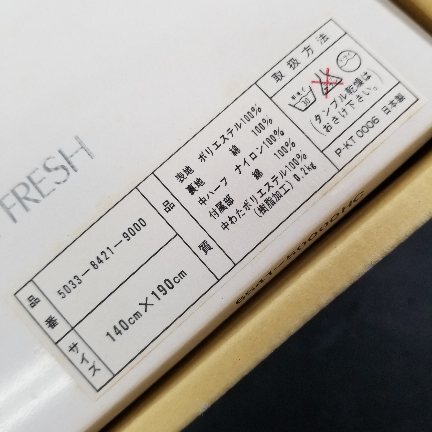 FRESH
品番 5033-8421-9000
サイズ 140cm×190cm
品質
表地 ポリエステル100%
裏地 綿 100%
中ハーフ ナイロン100%
付属部 綿 100%
中わたポリエステル100%
(樹脂加工) 0.2kg
取扱方法
(タンブル乾燥は
おさけ下さい。)
P-KT0006 日本製